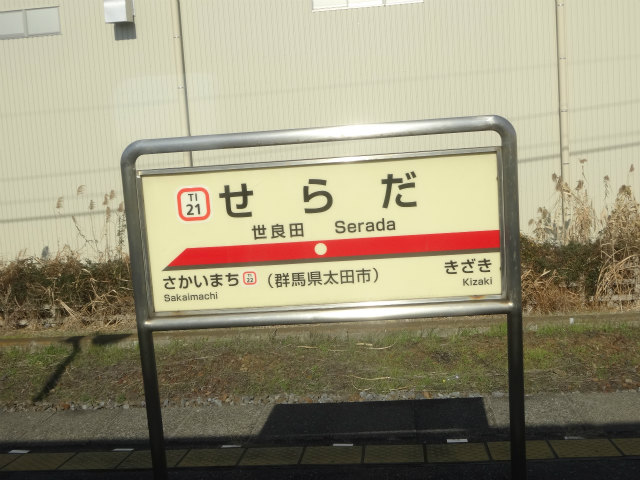 TI
21
せらだ
世良田 Serada
さかいまち TI 22 (群馬県太田市) きざき
Sakaimachi Kizaki